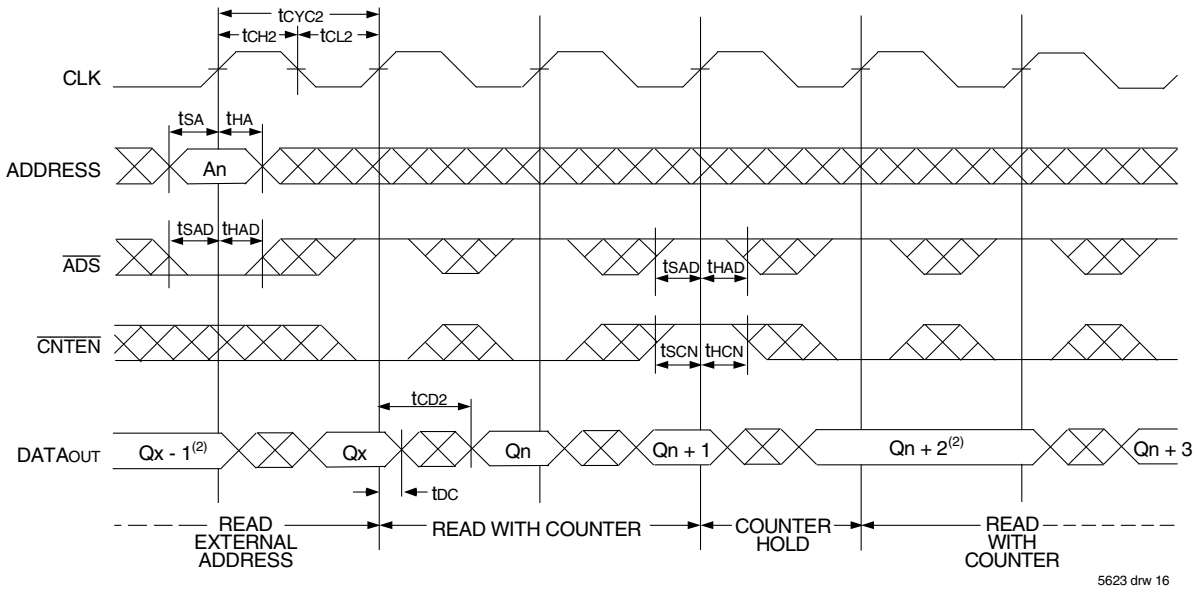 tCYC2
tCH2 tCL2
CLK
tSA tHA
ADDRESS An
tSAD tHAD
ADS
tSAD tHAD
CNTEN
tSCN tHCN
tCD2
DATAOUT Qx - 1(2) Qx Qn Qn + 1 Qn + 2(2) Qn + 3
tDC
READ EXTERNAL ADDRESS
READ WITH COUNTER
COUNTER HOLD
READ WITH COUNTER
5623 drw 16